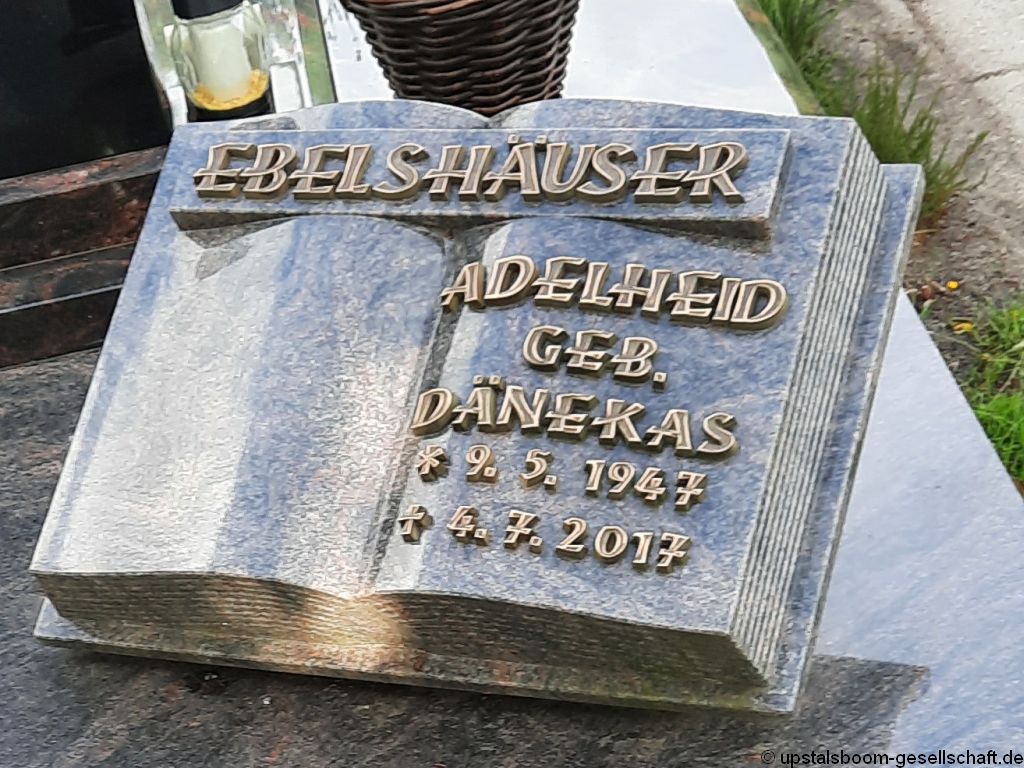 EBELSHÄUSER
ADELHEID
GEB.
DÄNEKAS
* 9. 5. 1947
† 4. 7. 2017
© upstalsboom-gesellschaft.de